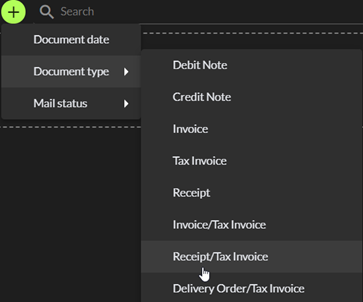 Search
Document date
Document type
Mail status
Debit Note
Credit Note
Invoice
Tax Invoice
Receipt
Invoice/Tax Invoice
Receipt/Tax Invoice
Delivery Order/Tax Invoice